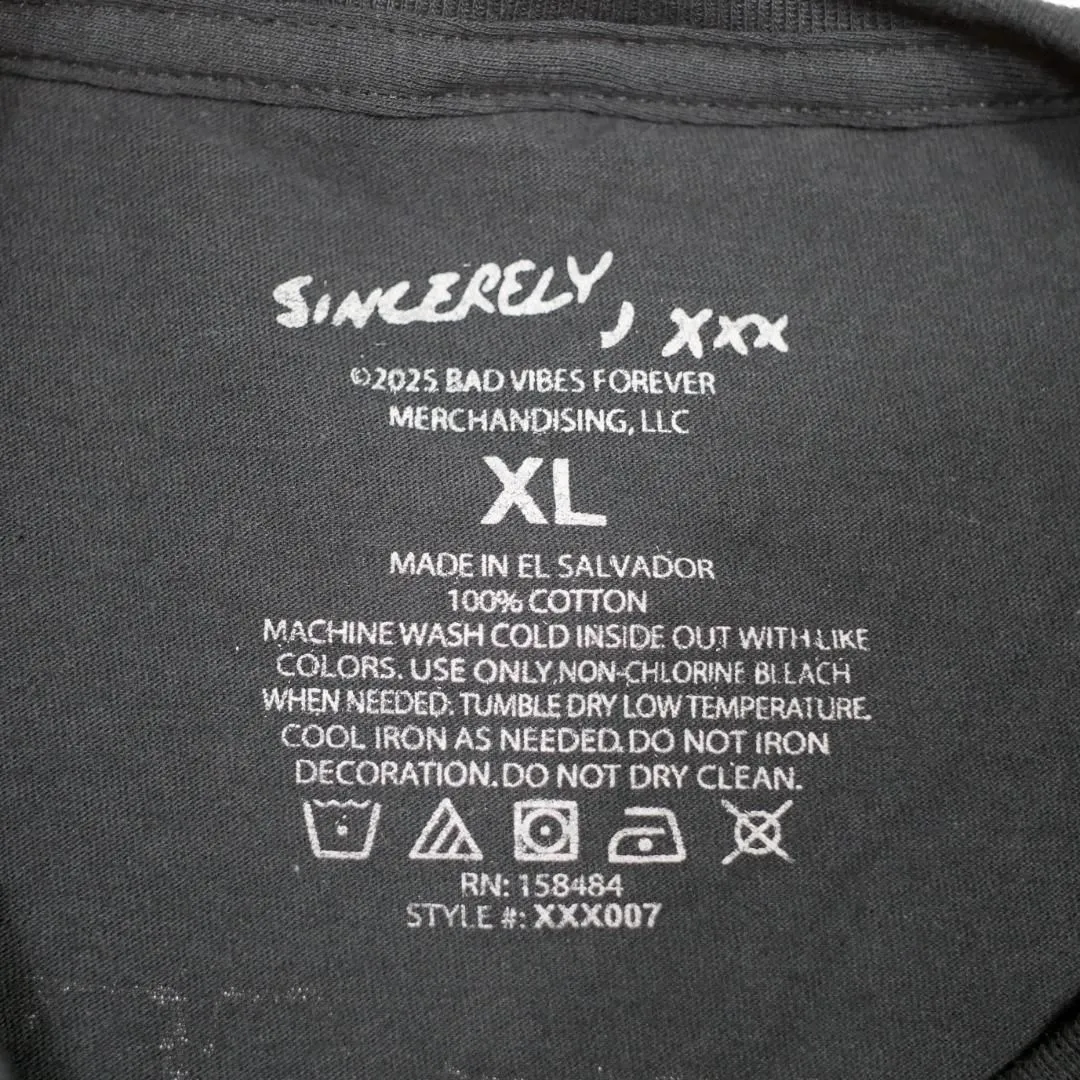 SINCERELY, XXX
©2025 BAD VIBES FOREVER
MERCHANDISING, LLC
XL
MADE IN EL SALVADOR
100% COTTON
MACHINE WASH COLD INSIDE OUT WITH LIKE
COLORS. USE ONLY NON-CHLORINE BLEACH
WHEN NEEDED. TUMBLE DRY LOW TEMPERATURE.
COOL IRON AS NEEDED. DO NOT IRON
DECORATION. DO NOT DRY CLEAN.
RN: 158484
STYLE #: XXX007